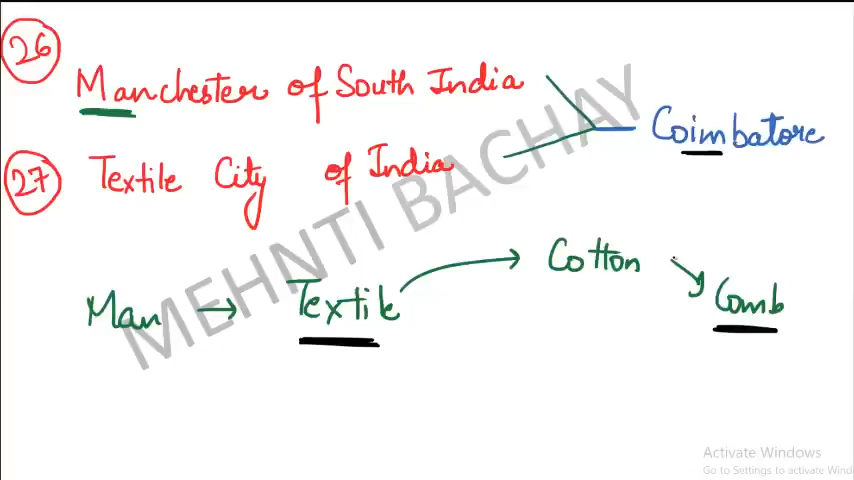 26
Manchester of South India
Coimbatore
27
Textile City of India
Man → Textile → Cotton → Comb
MEHNTI BACHAY
Activate Windows
Go to Settings to activate Wind